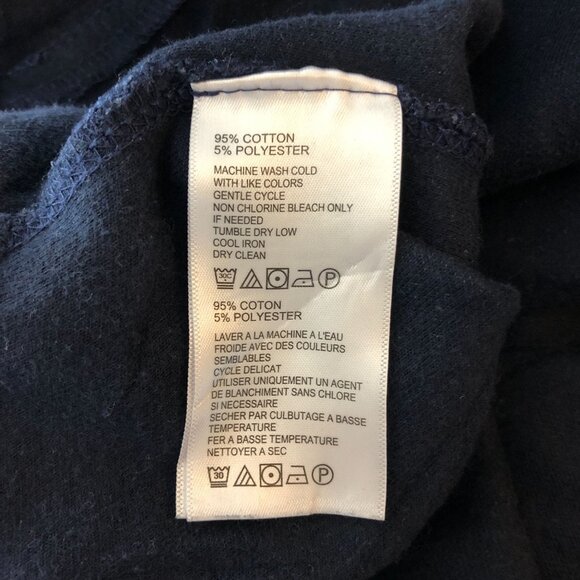 95% COTTON
5% POLYESTER
MACHINE WASH COLD
WITH LIKE COLORS
GENTLE CYCLE
NON CHLORINE BLEACH ONLY
IF NEEDED
TUMBLE DRY LOW
COOL IRON
DRY CLEAN
30C P
95% COTON
5% POLYESTER
LAVER A LA MACHINE A L'EAU
FROIDE AVEC DES COULEURS
SEMBLABLES
CYCLE DELICAT
UTILISER UNIQUEMENT UN AGENT
DE BLANCHIMENT SANS CHLORE
SI NECESSAIRE
SECHER PAR CULBUTAGE A BASSE
TEMPERATURE
FER A BASSE TEMPERATURE
NETTOYER A SEC
30 P